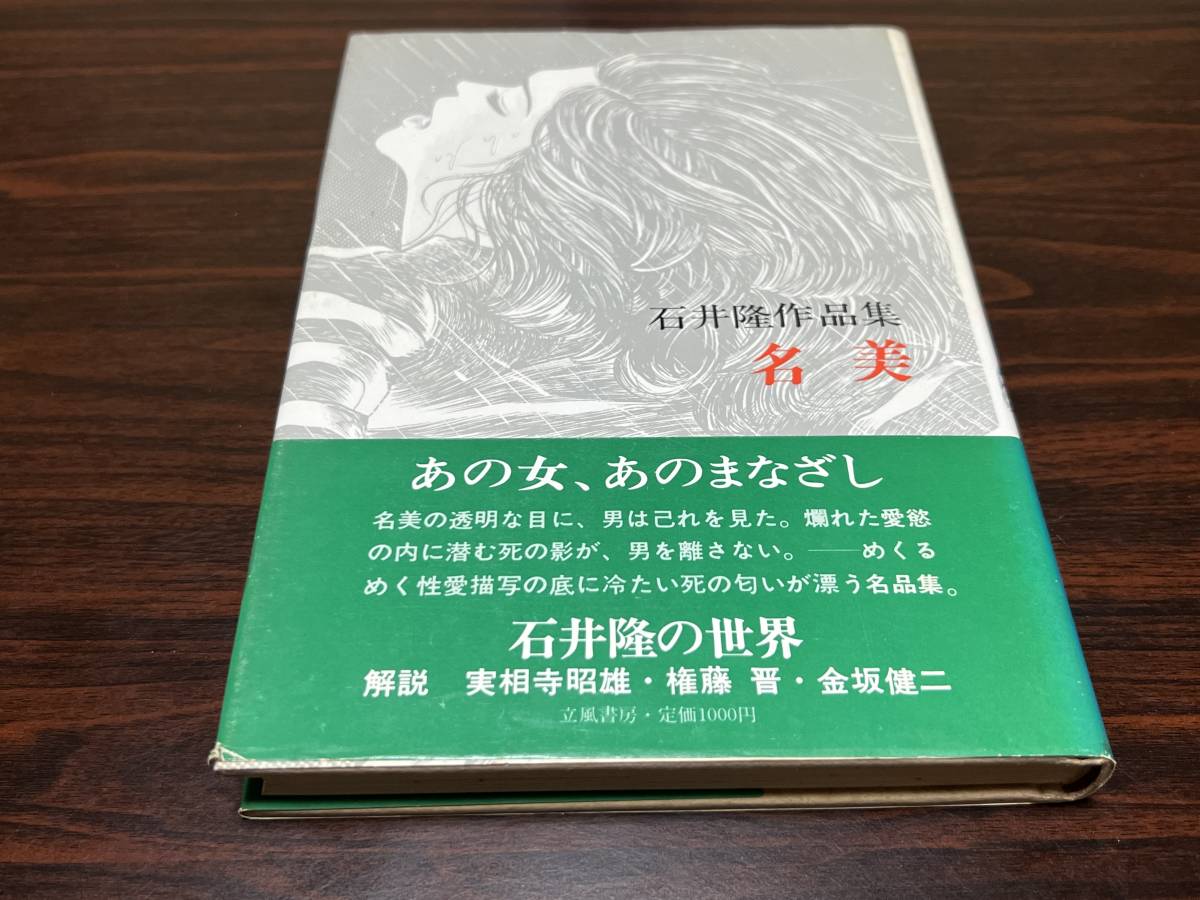 石井隆作品集
名美
あの女、あのまなざし
名美の透明な目に、男は己れを見た。爛れた愛慾
の内に潜む死の影が、男を離さない。――めくる
めく性愛描写の底に冷たい死の匂いが漂う名品集。
石井隆の世界
解説 実相寺昭雄・権藤 晋・金坂健二
立風書房・定価1000円